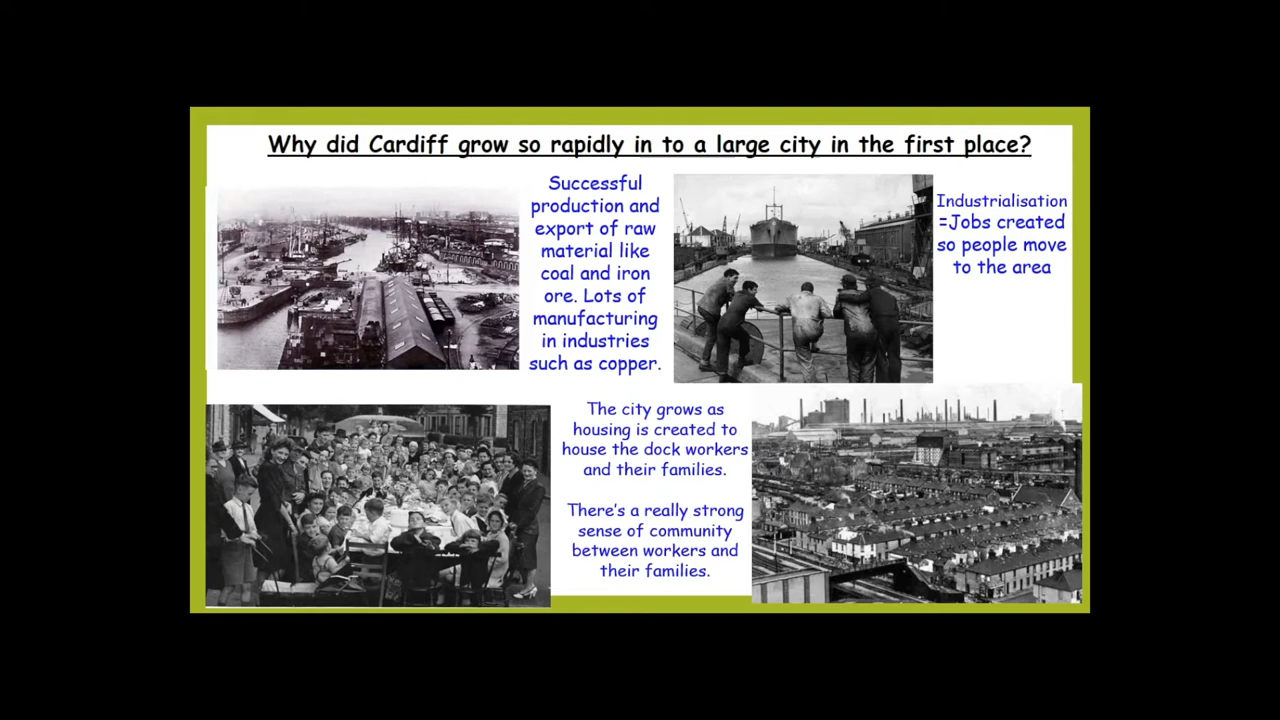 Why did Cardiff grow so rapidly in to a large city in the first place?
Successful
production and
export of raw
material like
coal and iron
ore. Lots of
manufacturing
in industries
such as copper.
Industrialisation
=Jobs created
so people move
to the area
The city grows as
housing is created to
house the dock workers
and their families.
There's a really strong
sense of community
between workers and
their families.